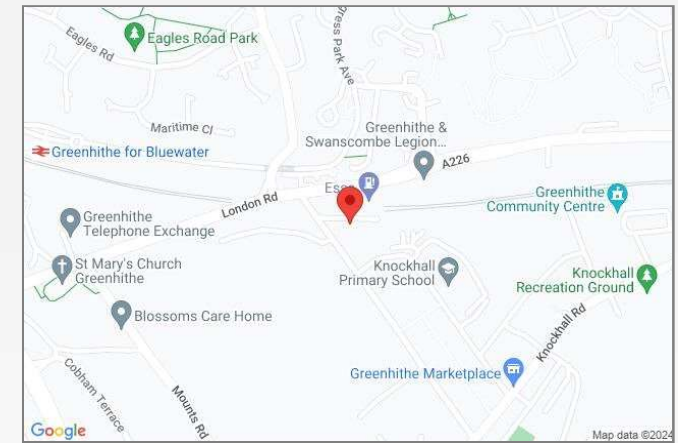 Eagles Rd
Eagles Road Park
gress Park Ave
Maritime Cl
Greenhithe &
Swanscombe Legion...
Greenhithe for Bluewater
A226
Ess
London Rd
Greenhithe
Community Centre
Greenhithe
Telephone Exchange
St Mary's Church
Greenhithe
Knockhall
Primary School
Knockhall
Recreation Ground
Blossoms Care Home
Knockhall Rd
Greenhithe Marketplace
Cobham Terrace
Mounts Rd
Google
Map data ©2024